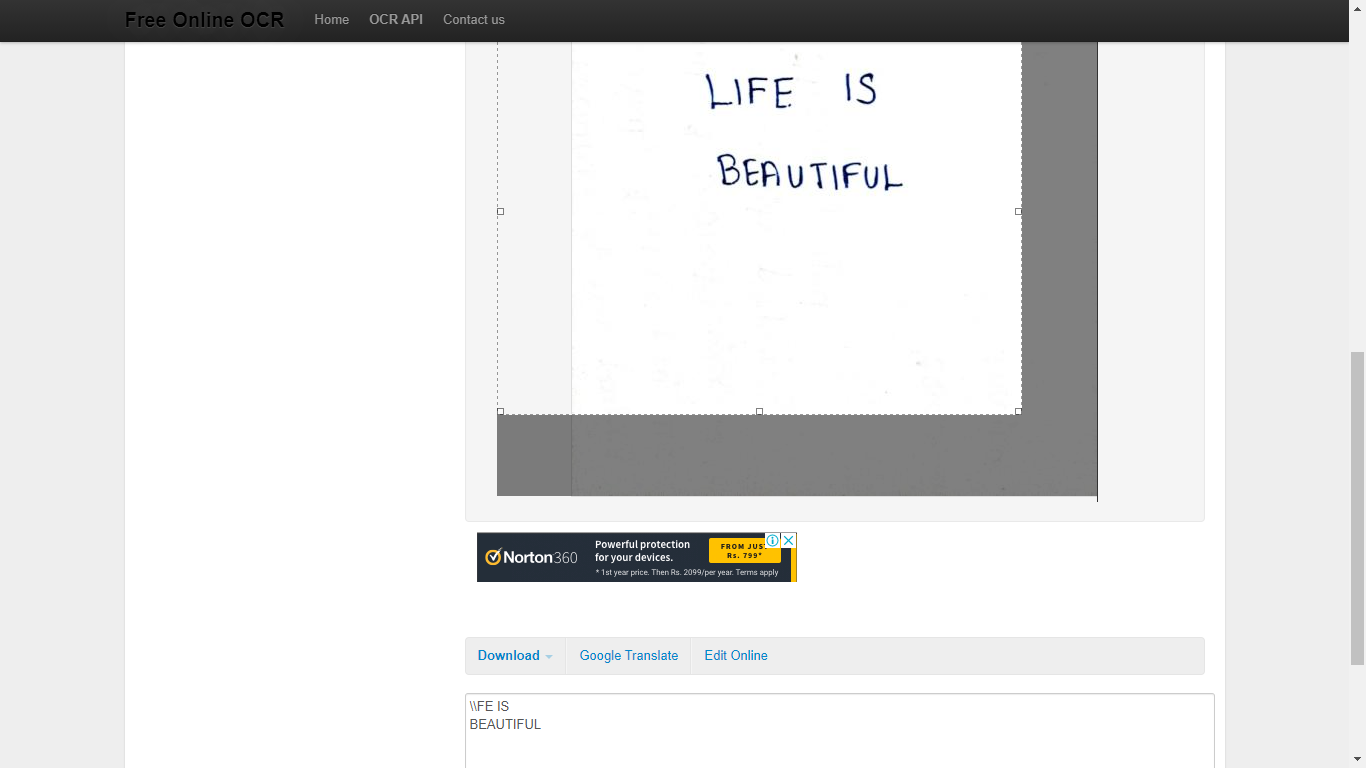 Free Online OCR Home OCR API Contact us
LIFE IS
BEAUTIFUL
Norton360
Powerful protection
for your devices.
* 1st year price. Then Rs. 2099/per year. Terms apply
FROM JUS
Rs. 799*
Download Google Translate Edit Online
\\FE IS
BEAUTIFUL